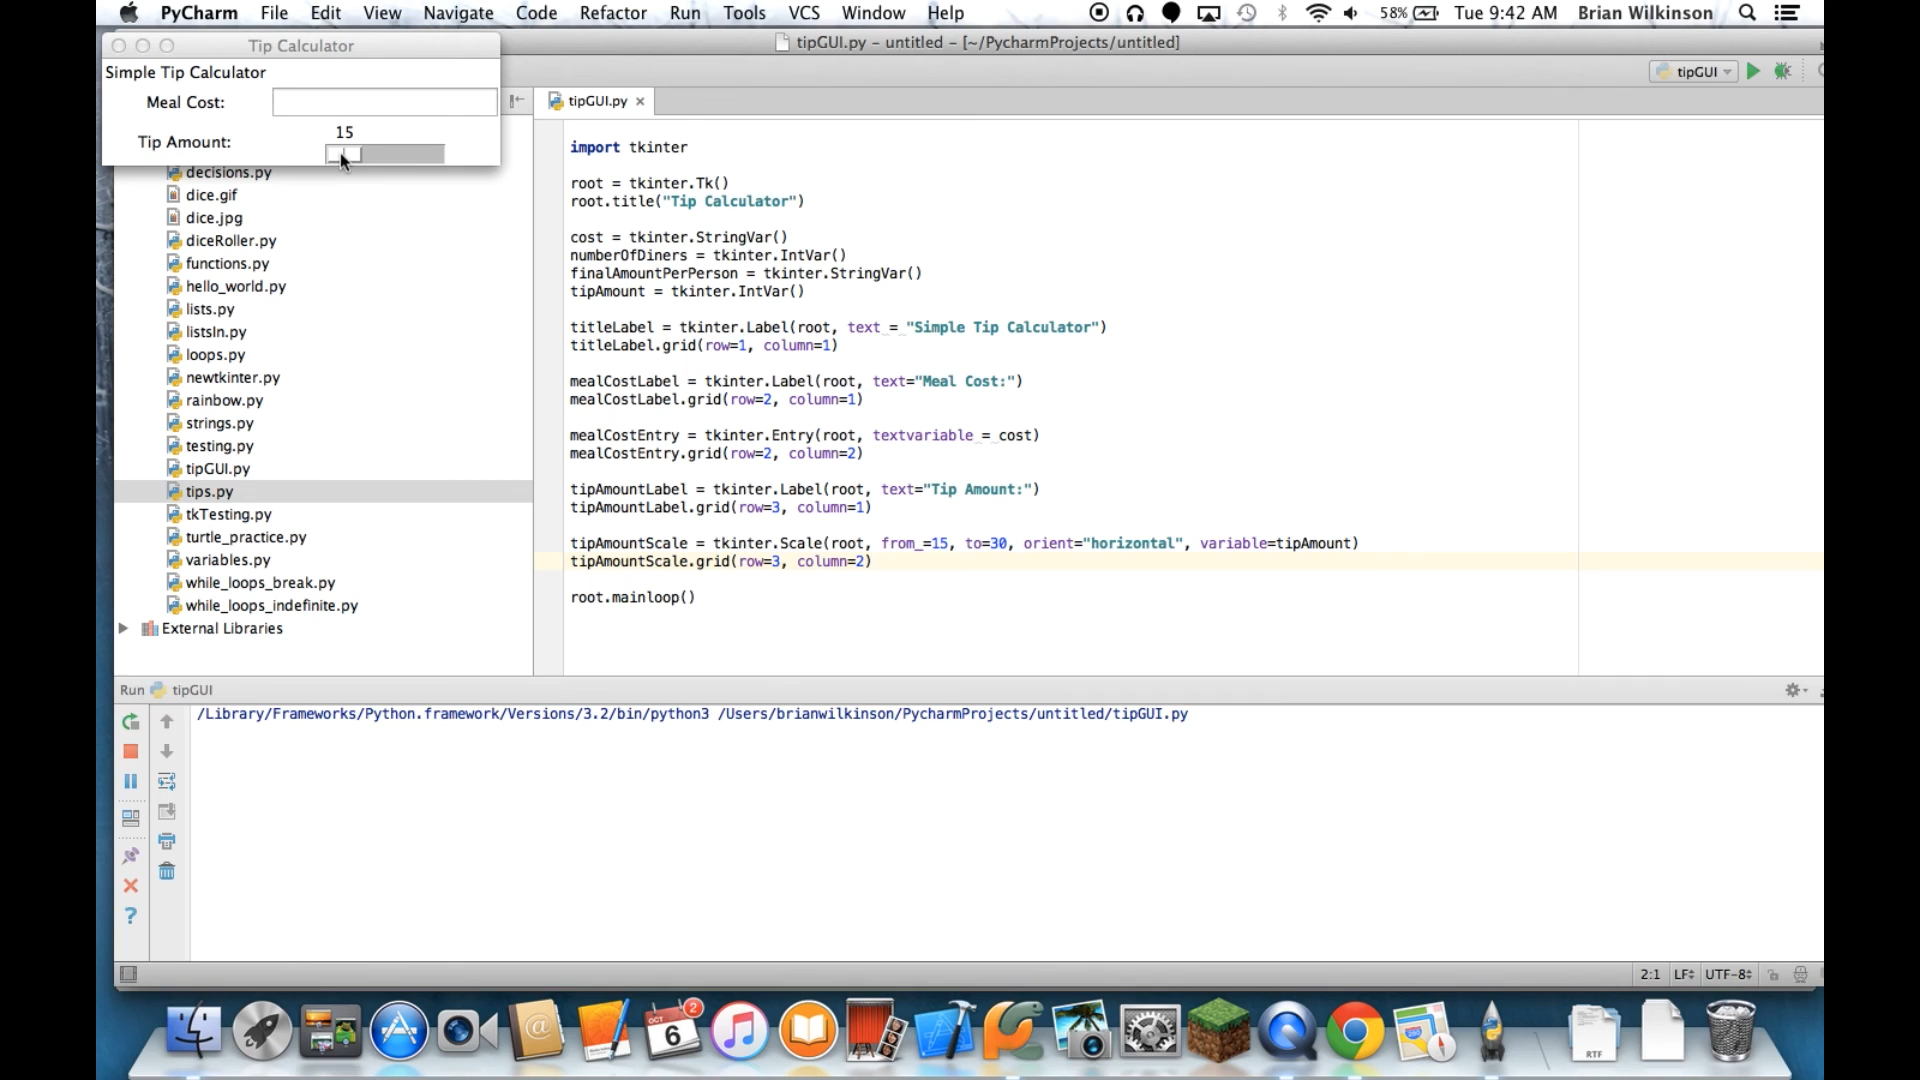 PyCharm File Edit View Navigate Code Refactor Run Tools VCS Window Help 58% Tue 9:42 AM Brian Wilkinson
Tip Calculator
Simple Tip Calculator
Meal Cost:
Tip Amount:
15
tipGUI.py - untitled - [~/PycharmProjects/untitled]
tipGUI
tipGUI.py
decisions.py
dice.gif
dice.jpg
diceRoller.py
functions.py
hello_world.py
lists.py
listsIn.py
loops.py
newtkinter.py
rainbow.py
strings.py
testing.py
tipGUI.py
tips.py
tkTesting.py
turtle_practice.py
variables.py
while_loops_break.py
while_loops_indefinite.py
External Libraries
import tkinter
root = tkinter.Tk()
root.title("Tip Calculator")
cost = tkinter.StringVar()
numberOfDiners = tkinter.IntVar()
finalAmountPerPerson = tkinter.StringVar()
tipAmount = tkinter.IntVar()
titleLabel = tkinter.Label(root, text = "Simple Tip Calculator")
titleLabel.grid(row=1, column=1)
mealCostLabel = tkinter.Label(root, text="Meal Cost:")
mealCostLabel.grid(row=2, column=1)
mealCostEntry = tkinter.Entry(root, textvariable = cost)
mealCostEntry.grid(row=2, column=2)
tipAmountLabel = tkinter.Label(root, text="Tip Amount:")
tipAmountLabel.grid(row=3, column=1)
tipAmountScale = tkinter.Scale(root, from_=15, to=30, orient="horizontal", variable=tipAmount)
tipAmountScale.grid(row=3, column=2)
root.mainloop()
Run tipGUI
/Library/Frameworks/Python.framework/Versions/3.2/bin/python3 /Users/brianwilkinson/PycharmProjects/untitled/tipGUI.py
2:1 LF UTF-8
OCT
6
2
RTF